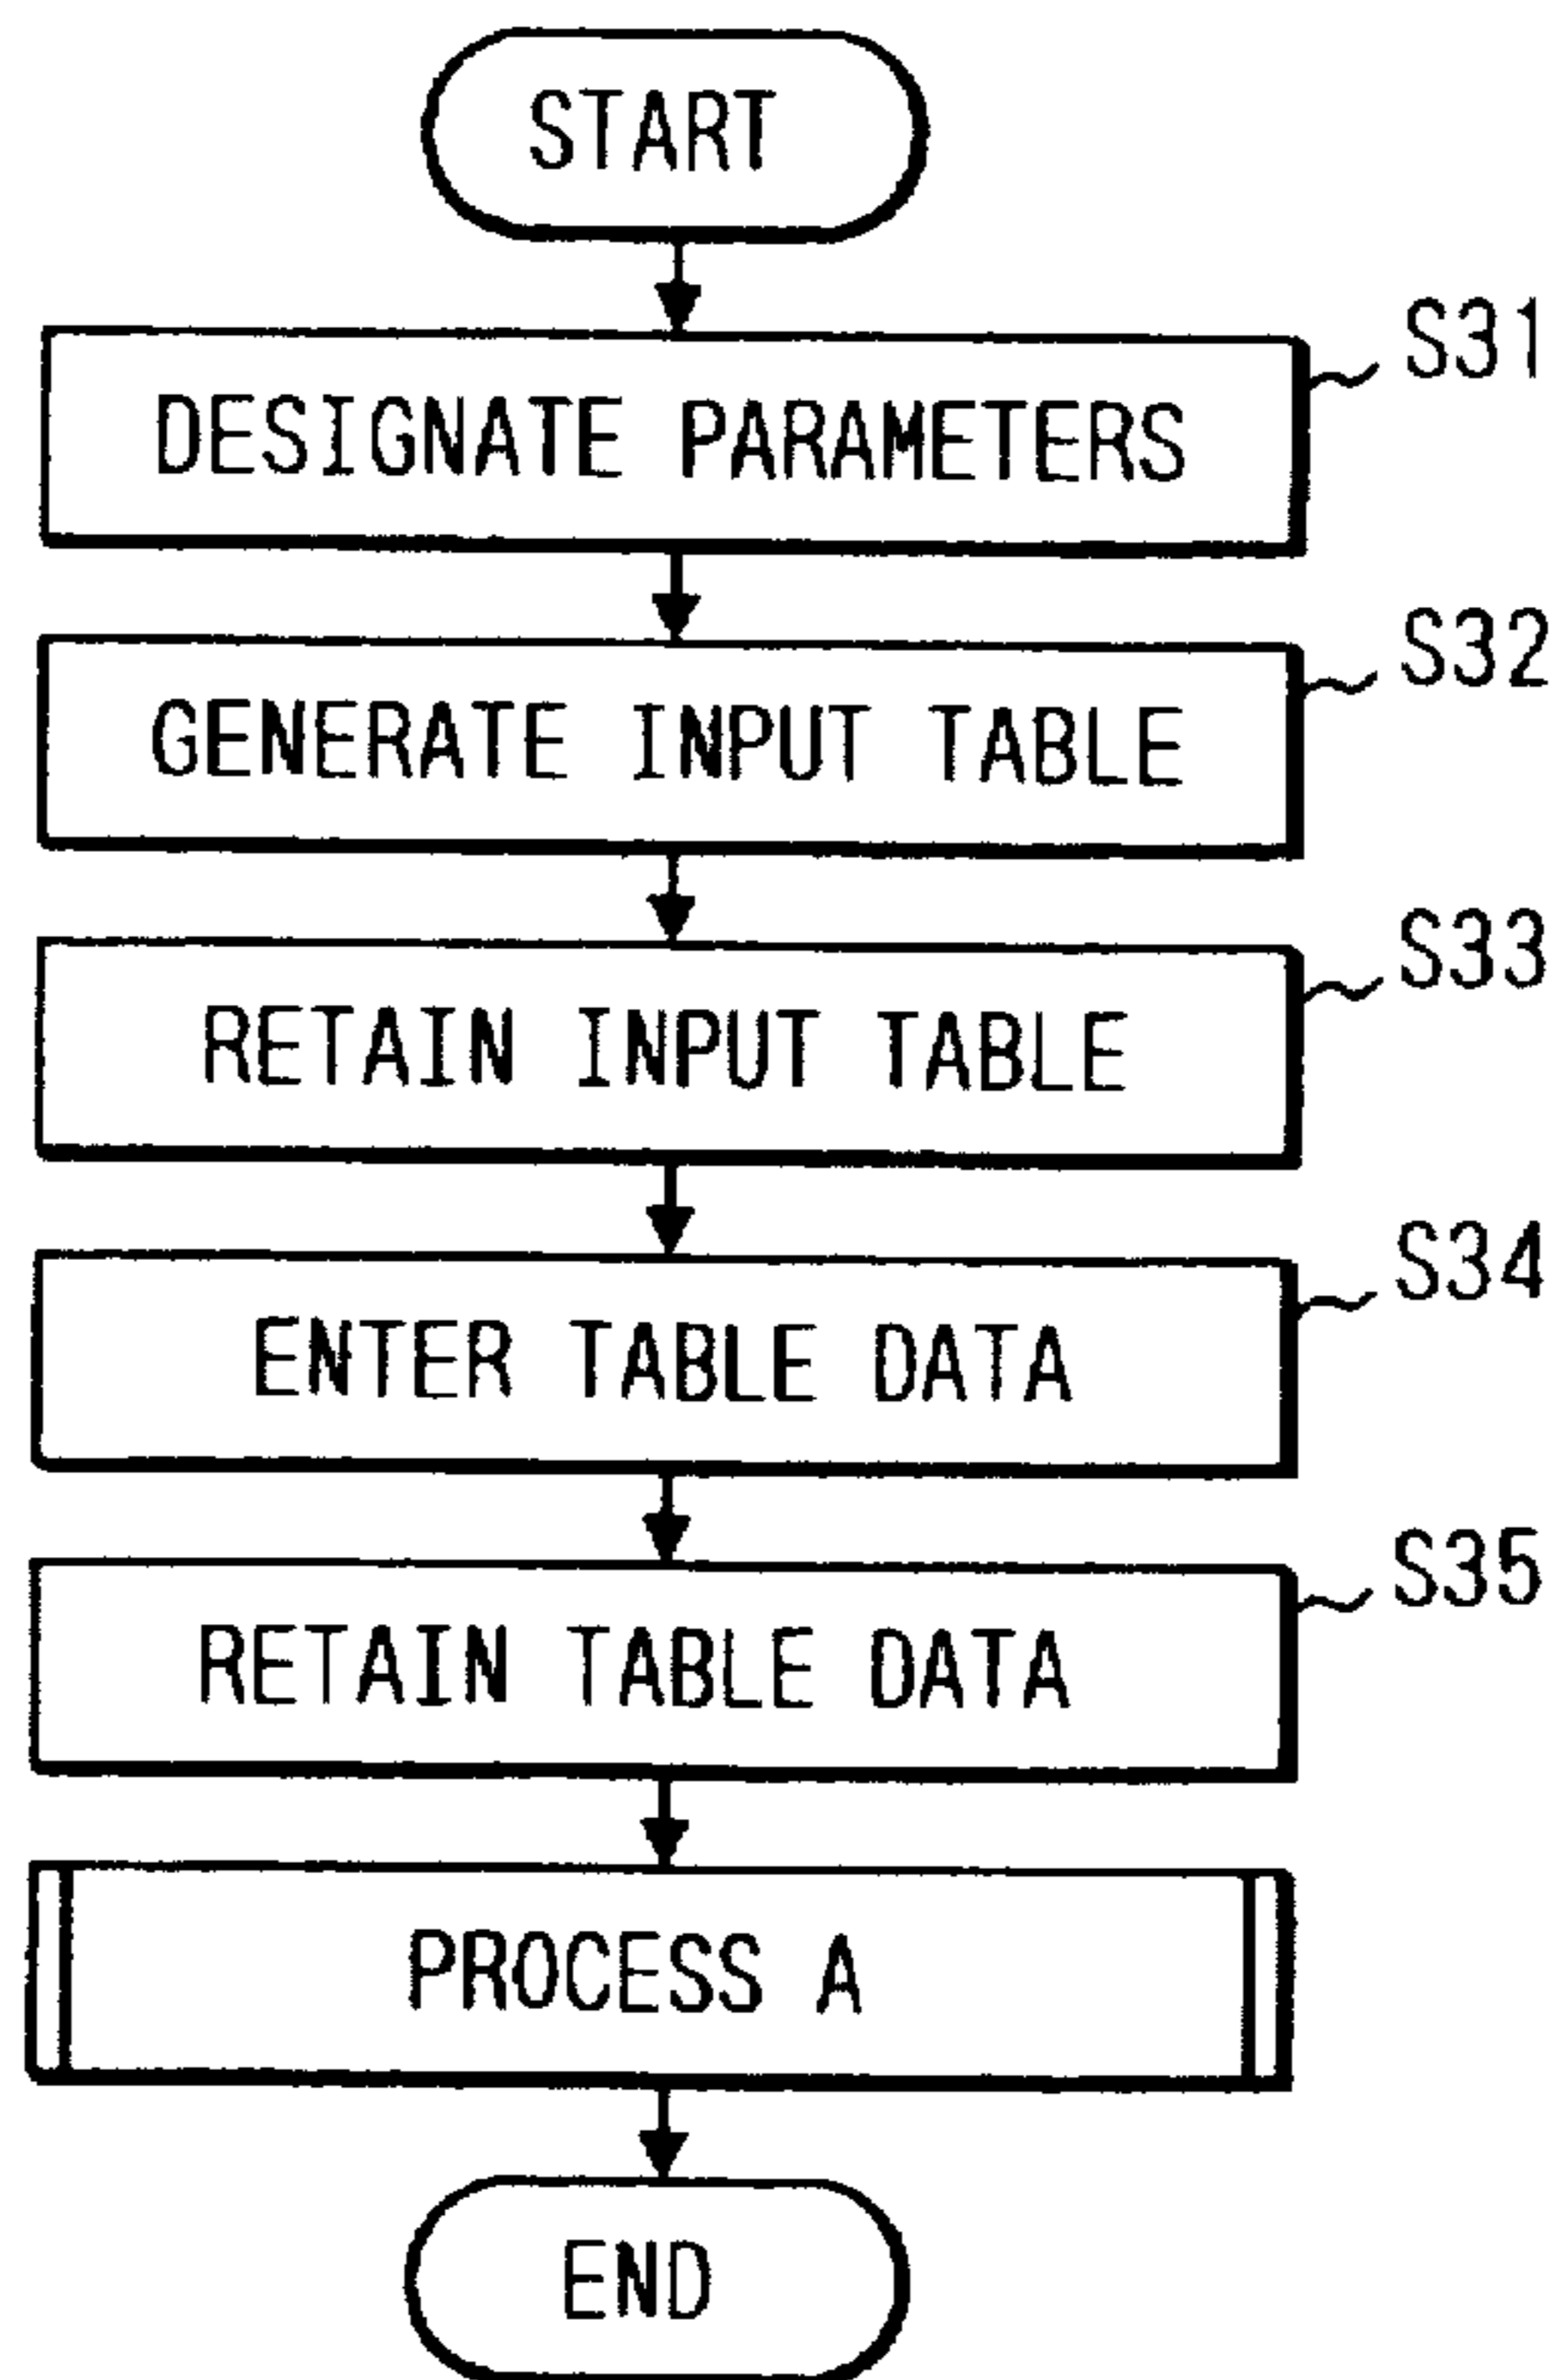 START
S31
DESIGNATE PARAMETERS
S32
GENERATE INPUT TABLE
S33
RETAIN INPUT TABLE
S34
ENTER TABLE DATA
S35
RETAIN TABLE DATA
PROCESS A
END